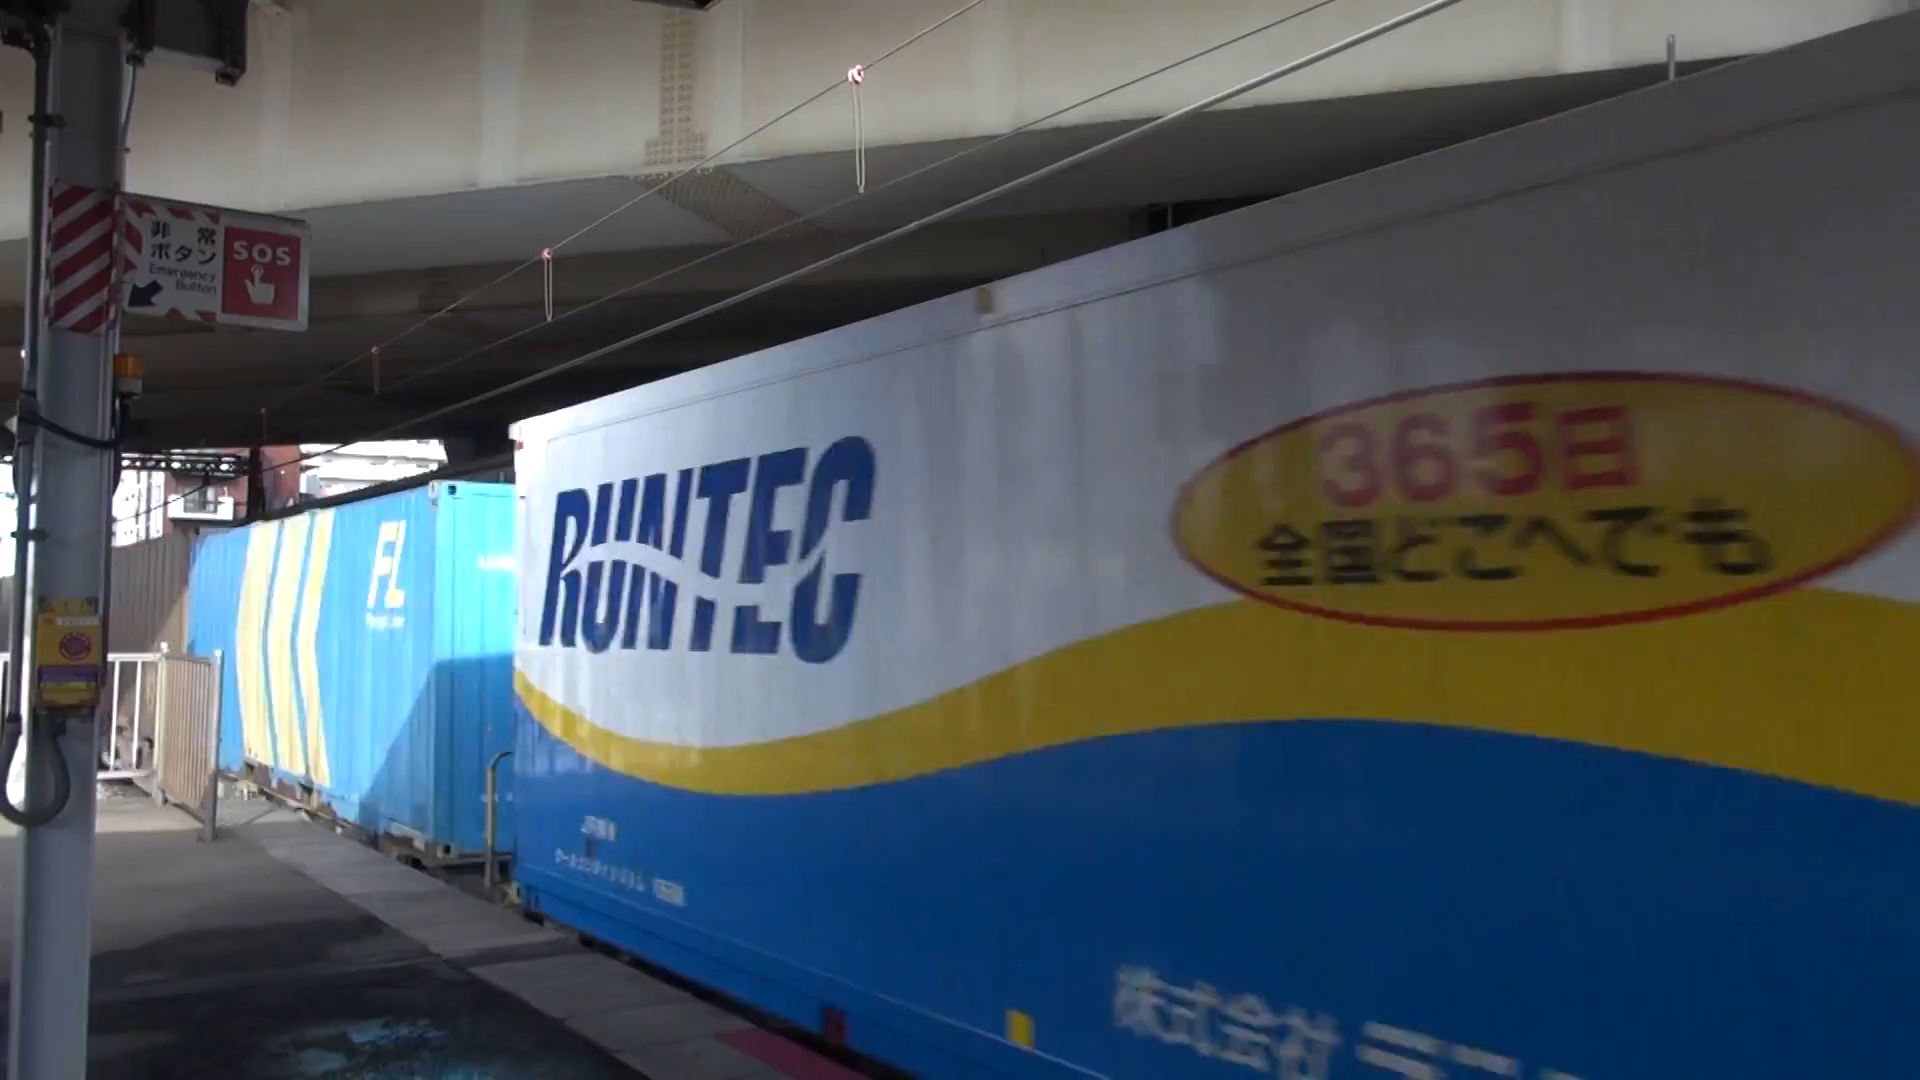 非常
ボタン
Emergency
Button
SOS
FL
RUNTEC
365日
全国どこへでも
株式会社